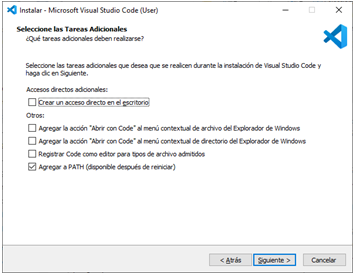 Instalar - Microsoft Visual Studio Code (User)
Seleccione las Tareas Adicionales
¿Qué tareas adicionales deben realizarse?
Seleccione las tareas adicionales que desea que se realicen durante la instalación de Visual Studio Code y
haga clic en Siguiente.
Accesos directos adicionales:
Crear un acceso directo en el escritorio
Otros:
Agregar la acción "Abrir con Code" al menú contextual de archivo del Explorador de Windows
Agregar la acción "Abrir con Code" al menú contextual de directorio del Explorador de Windows
Registrar Code como editor para tipos de archivo admitidos
Agregar a PATH (disponible después de reiniciar)
< Atrás
Siguiente >
Cancelar